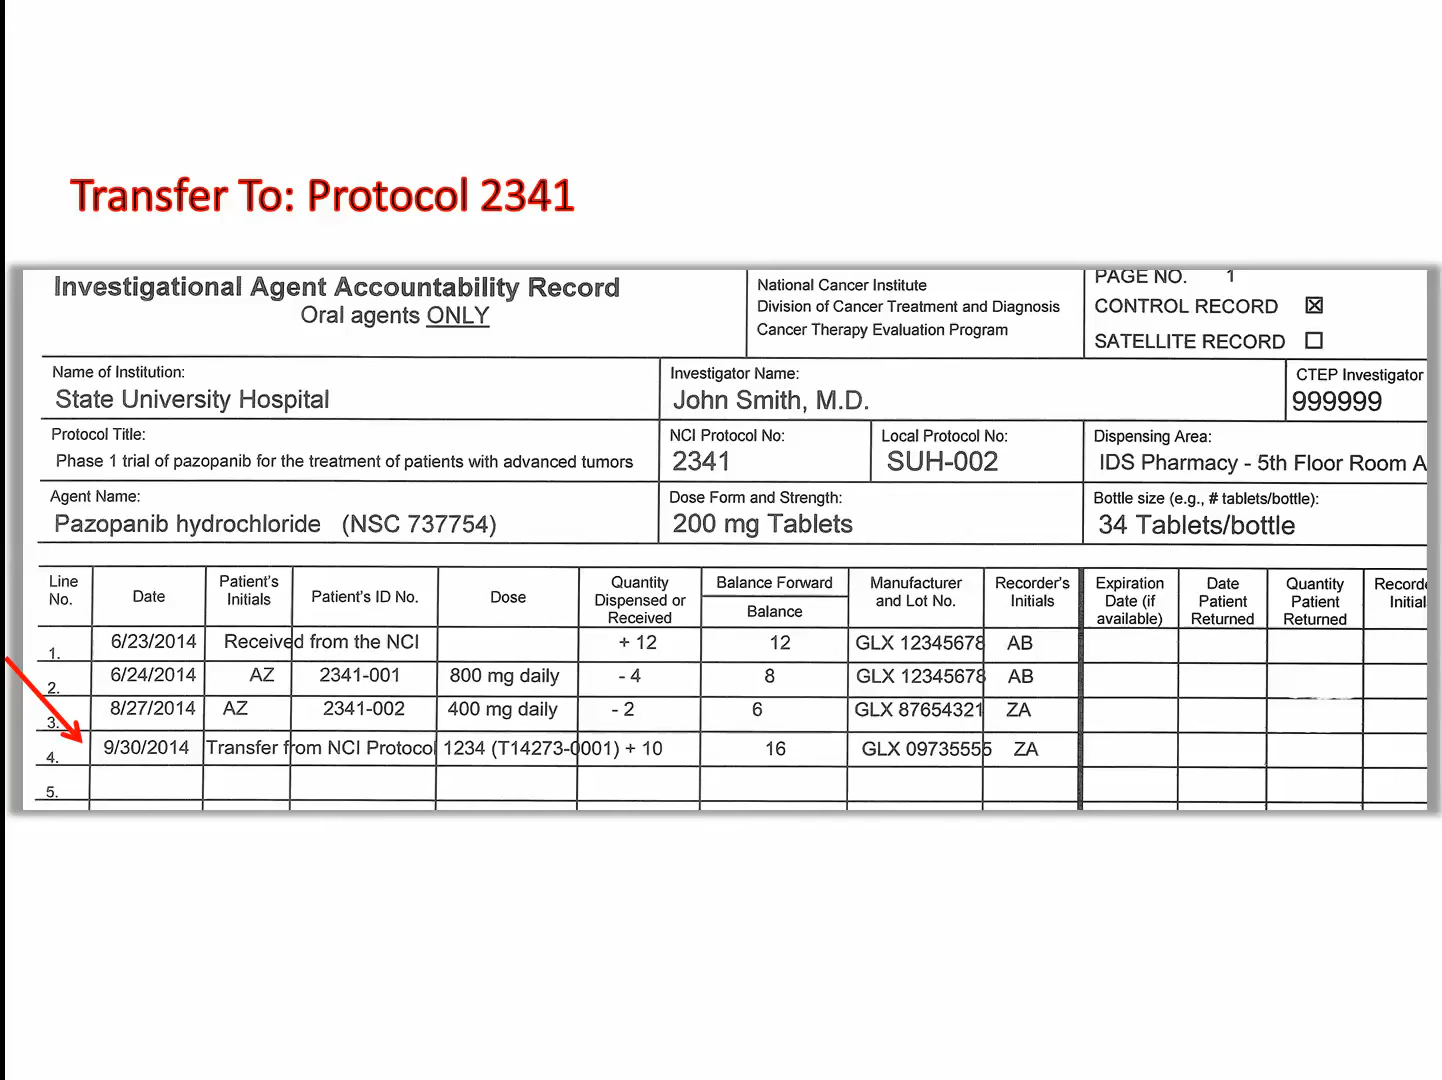 Transfer To: Protocol 2341
Investigational Agent Accountability Record
Oral agents ONLY
National Cancer Institute
Division of Cancer Treatment and Diagnosis
Cancer Therapy Evaluation Program
PAGE NO. 1
CONTROL RECORD ☒
SATELLITE RECORD ☐
Name of Institution:
State University Hospital
Investigator Name:
John Smith, M.D.
CTEP Investigator
999999
Protocol Title:
Phase 1 trial of pazopanib for the treatment of patients with advanced tumors
NCI Protocol No:
2341
Local Protocol No:
SUH-002
Dispensing Area:
IDS Pharmacy - 5th Floor Room A
Agent Name:
Pazopanib hydrochloride (NSC 737754)
Dose Form and Strength:
200 mg Tablets
Bottle size (e.g., # tablets/bottle):
34 Tablets/bottle
Line No.
Date
Patient's Initials
Patient's ID No.
Dose
Quantity Dispensed or Received
Balance Forward
Balance
Manufacturer and Lot No.
Recorder's Initials
Expiration Date (if available)
Date Patient Returned
Quantity Patient Returned
Recorde Initial
1. 6/23/2014 Received from the NCI + 12 12 GLX 12345678 AB
2. 6/24/2014 AZ 2341-001 800 mg daily - 4 8 GLX 12345678 AB
3. 8/27/2014 AZ 2341-002 400 mg daily - 2 6 GLX 87654321 ZA
4. 9/30/2014 Transfer from NCI Protocol 1234 (T14273-0001) + 10 16 GLX 09735555 ZA
5.